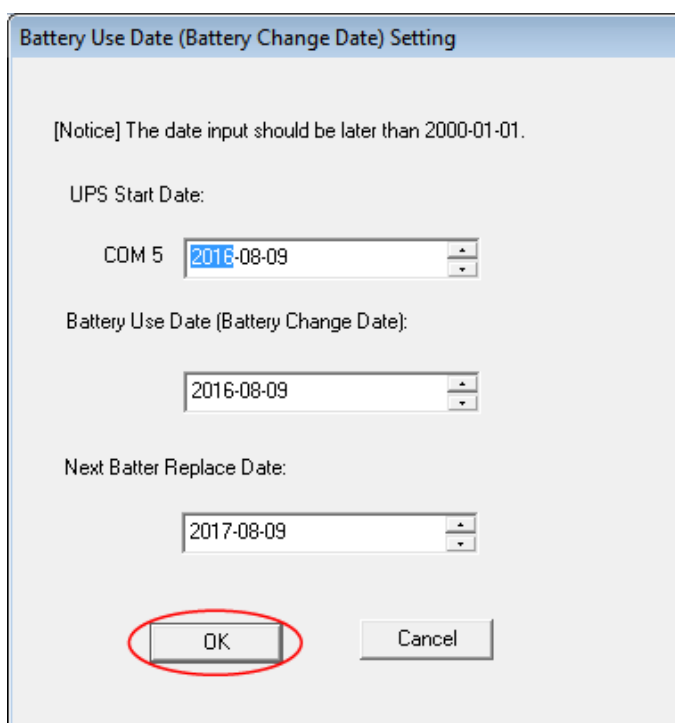 Battery Use Date (Battery Change Date) Setting
[Notice] The date input should be later than 2000-01-01.
UPS Start Date:
COM 5 2016-08-09
Battery Use Date (Battery Change Date):
2016-08-09
Next Batter Replace Date:
2017-08-09
OK Cancel